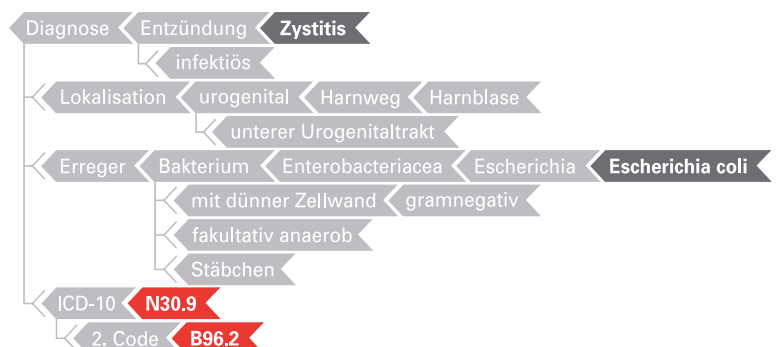 Diagnose Entzündung Zystitis
infektiös
Lokalisation urogenital Harnweg Harnblase
unterer Urogenitaltrakt
Erreger Bakterium Enterobacteriacea Escherichia Escherichia coli
mit dünner Zellwand gramnegativ
fakultativ anaerob
Stäbchen
ICD-10 N30.9
2. Code B96.2